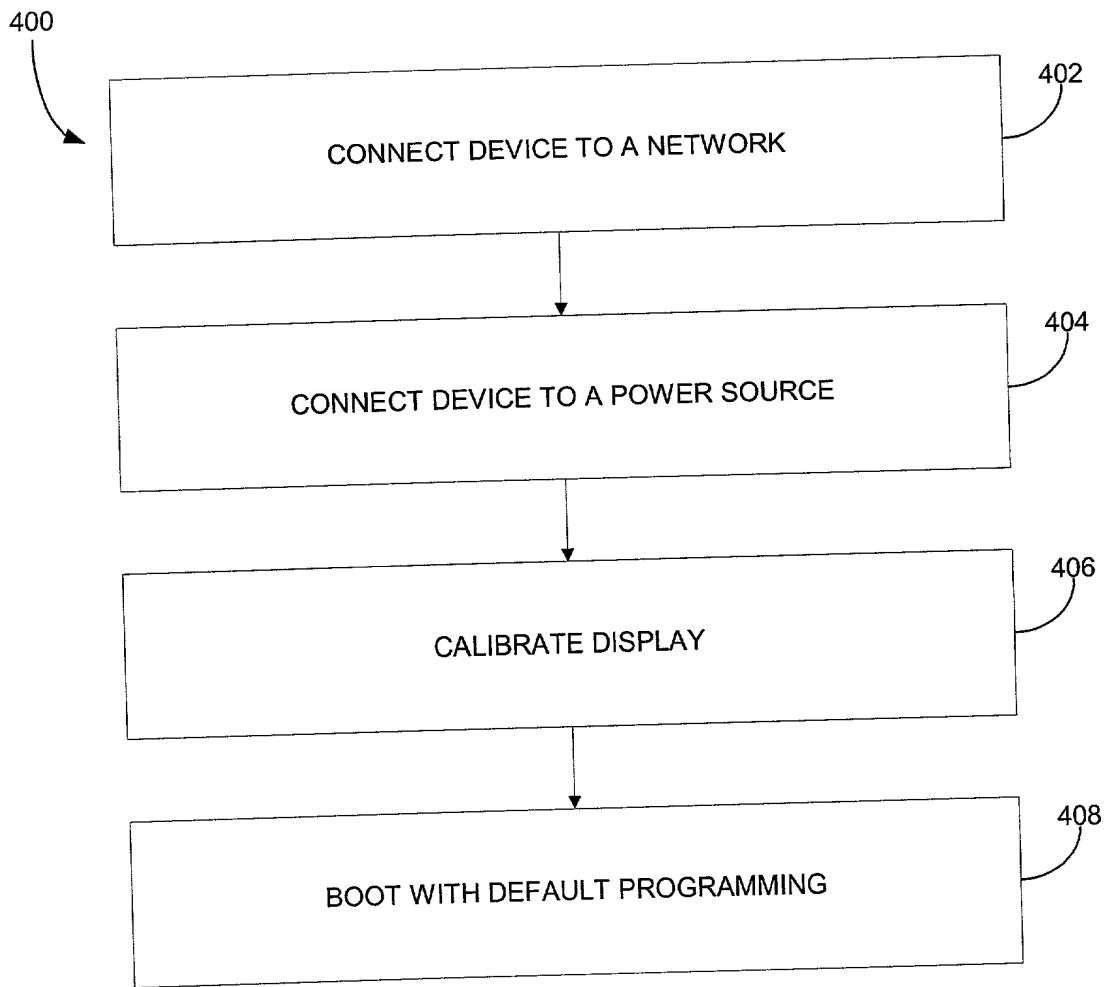 400
402
CONNECT DEVICE TO A NETWORK
404
CONNECT DEVICE TO A POWER SOURCE
406
CALIBRATE DISPLAY
408
BOOT WITH DEFAULT PROGRAMMING